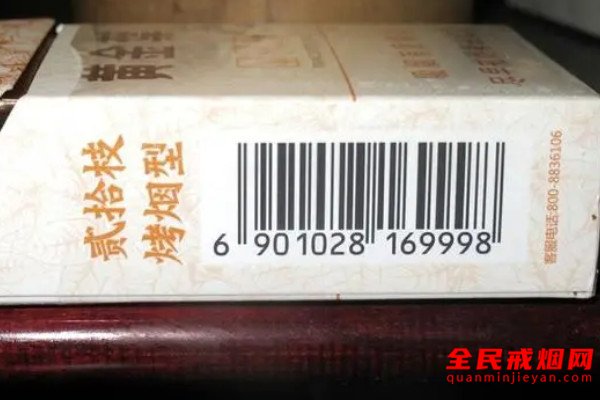 贰拾枝
烤烟型
6 901028 169998
客服电话:800-8836106
全民戒烟网
quanminjieyan.com